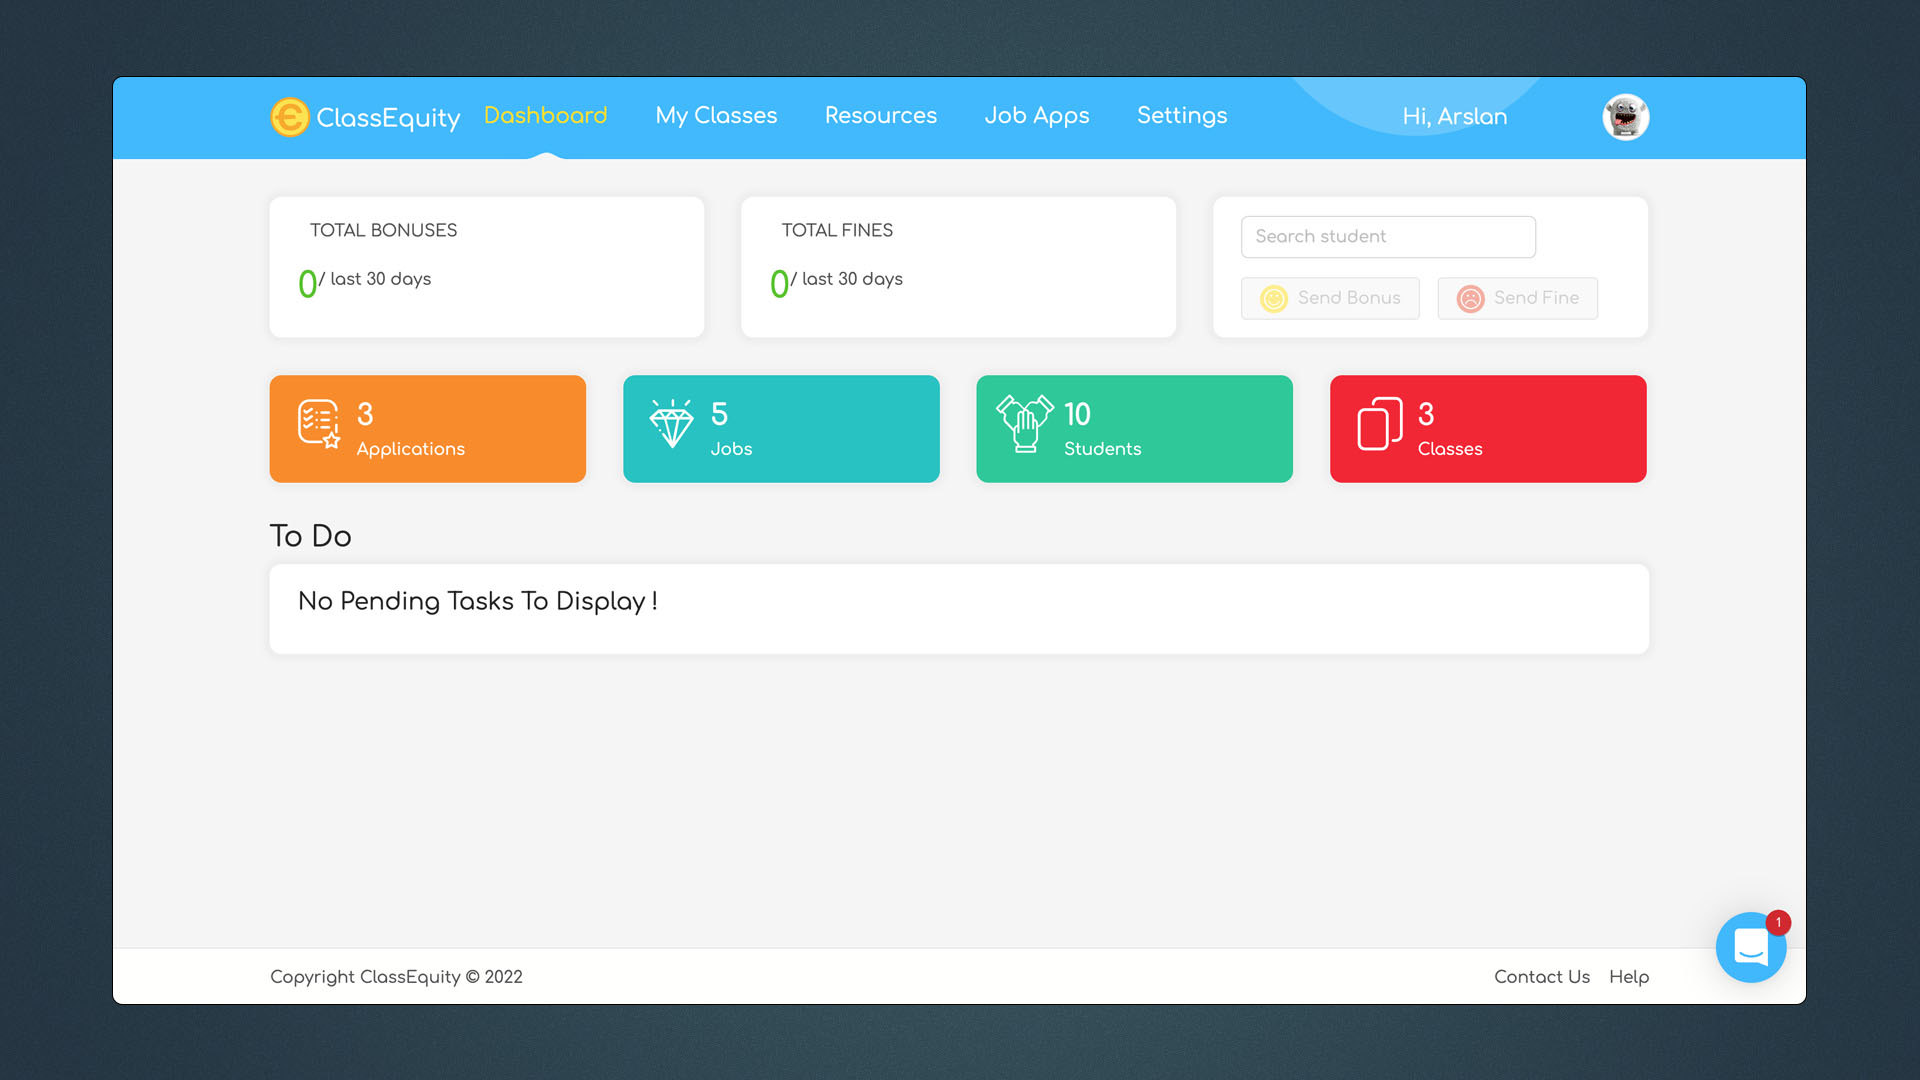 ClassEquity Dashboard My Classes Resources Job Apps Settings Hi, Arslan
TOTAL BONUSES
0/ last 30 days
TOTAL FINES
0/ last 30 days
Search student
Send Bonus Send Fine
3
Applications
5
Jobs
10
Students
3
Classes
To Do
No Pending Tasks To Display !
1
Copyright ClassEquity © 2022
Contact Us Help